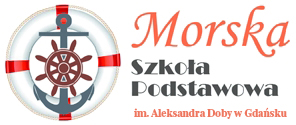 Morska
Szkoła
Podstawowa
im. Aleksandra Doby w Gdańsku